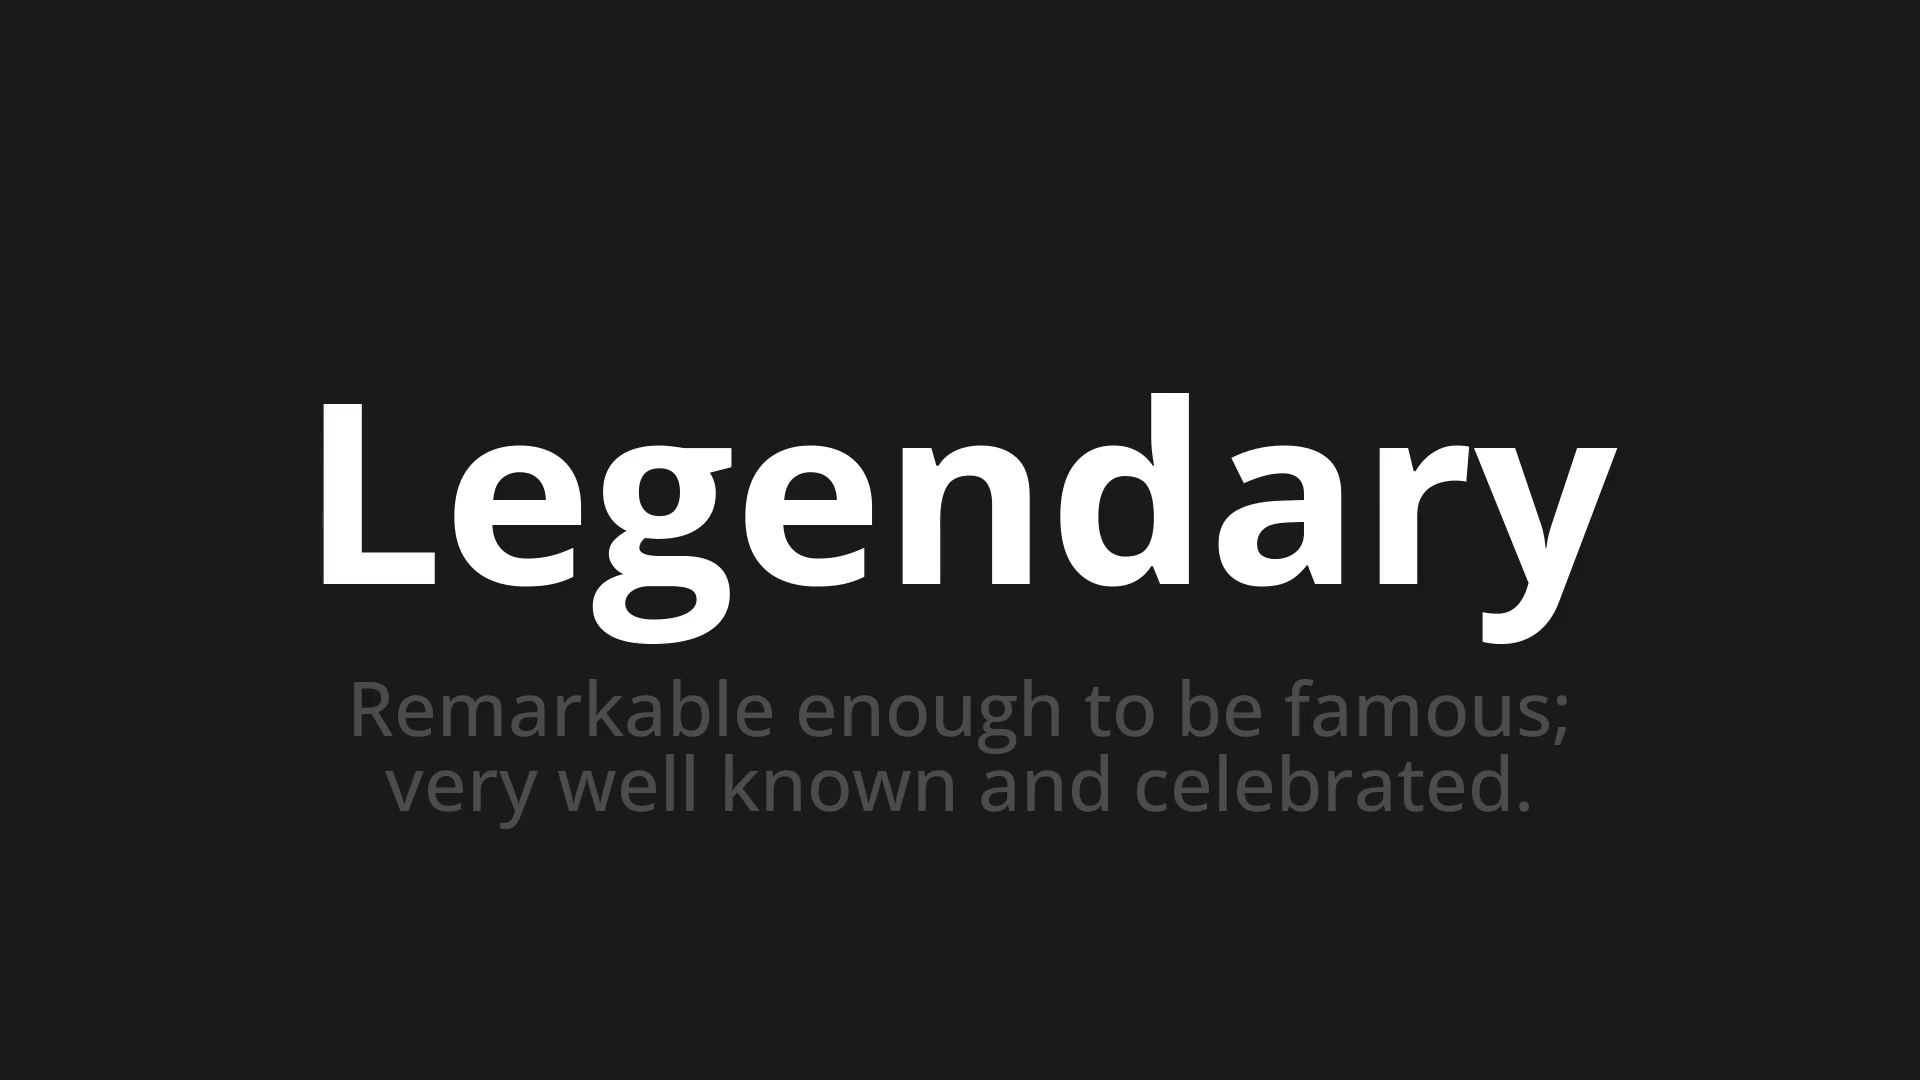 Legendary
Remarkable enough to be famous;
very well known and celebrated.